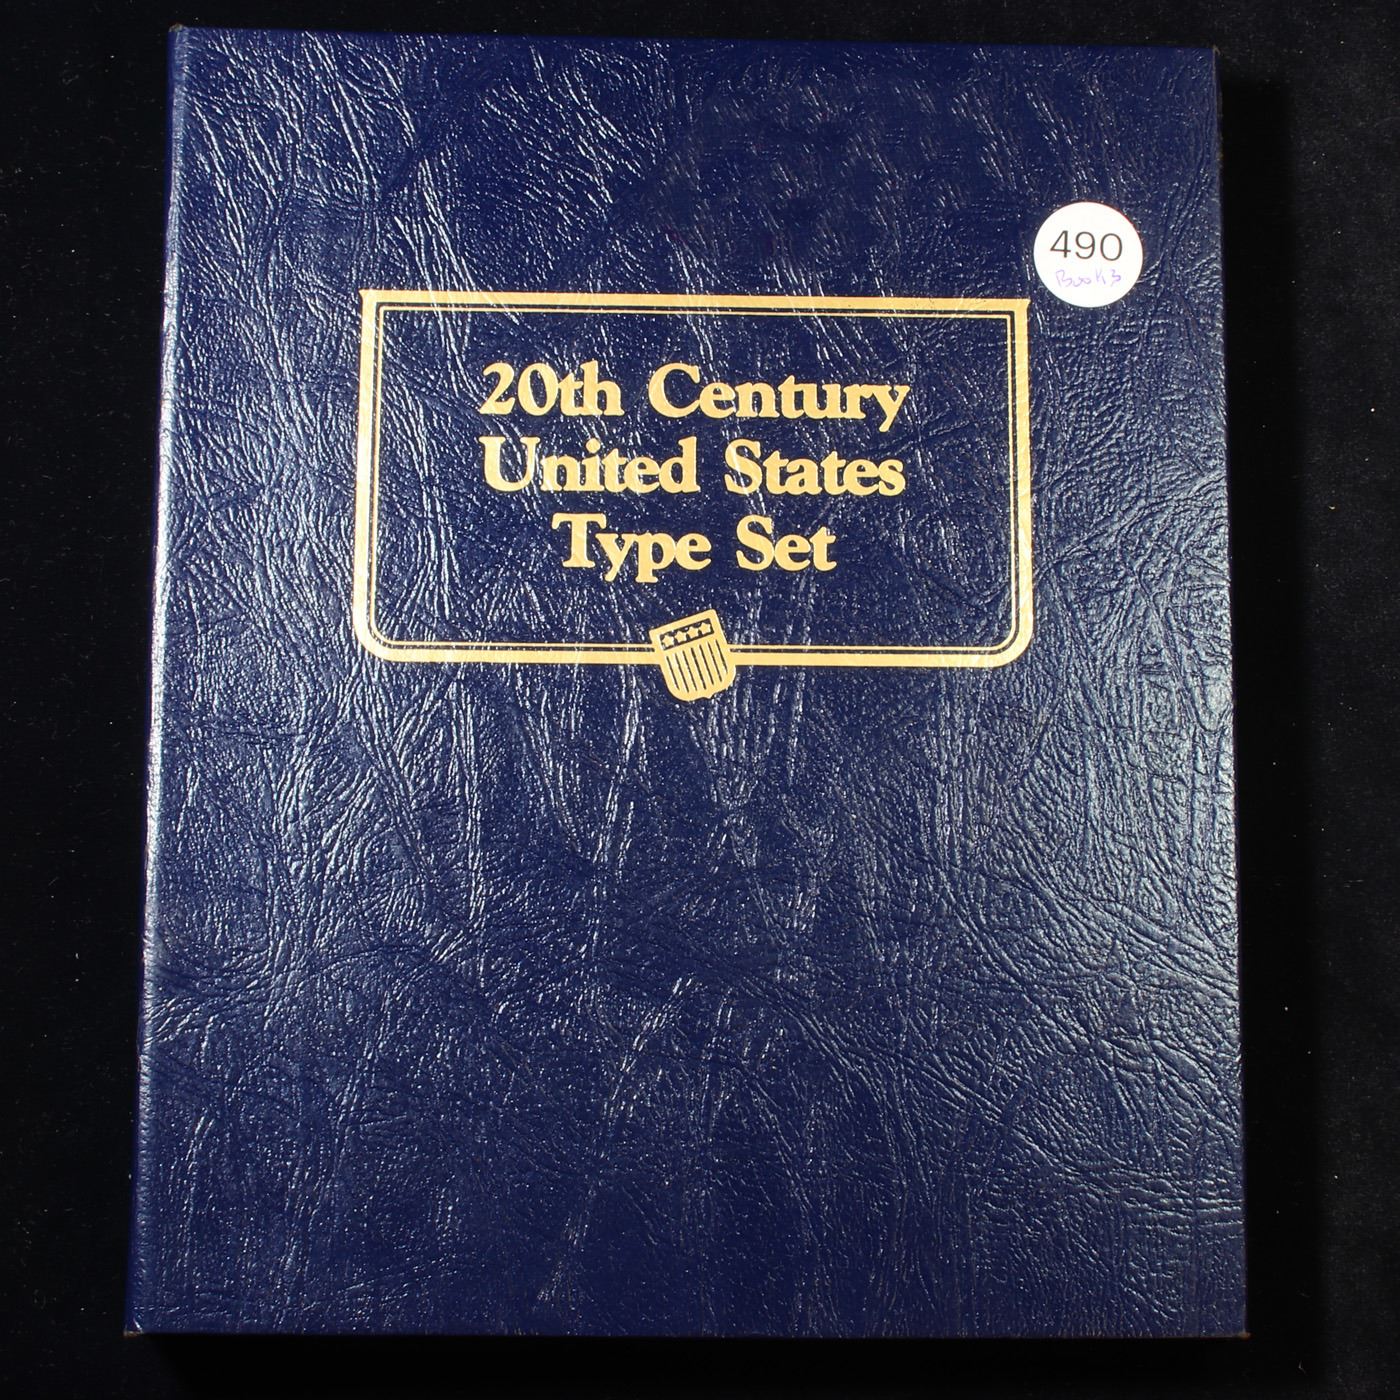 490
Book 3
20th Century
United States
Type Set